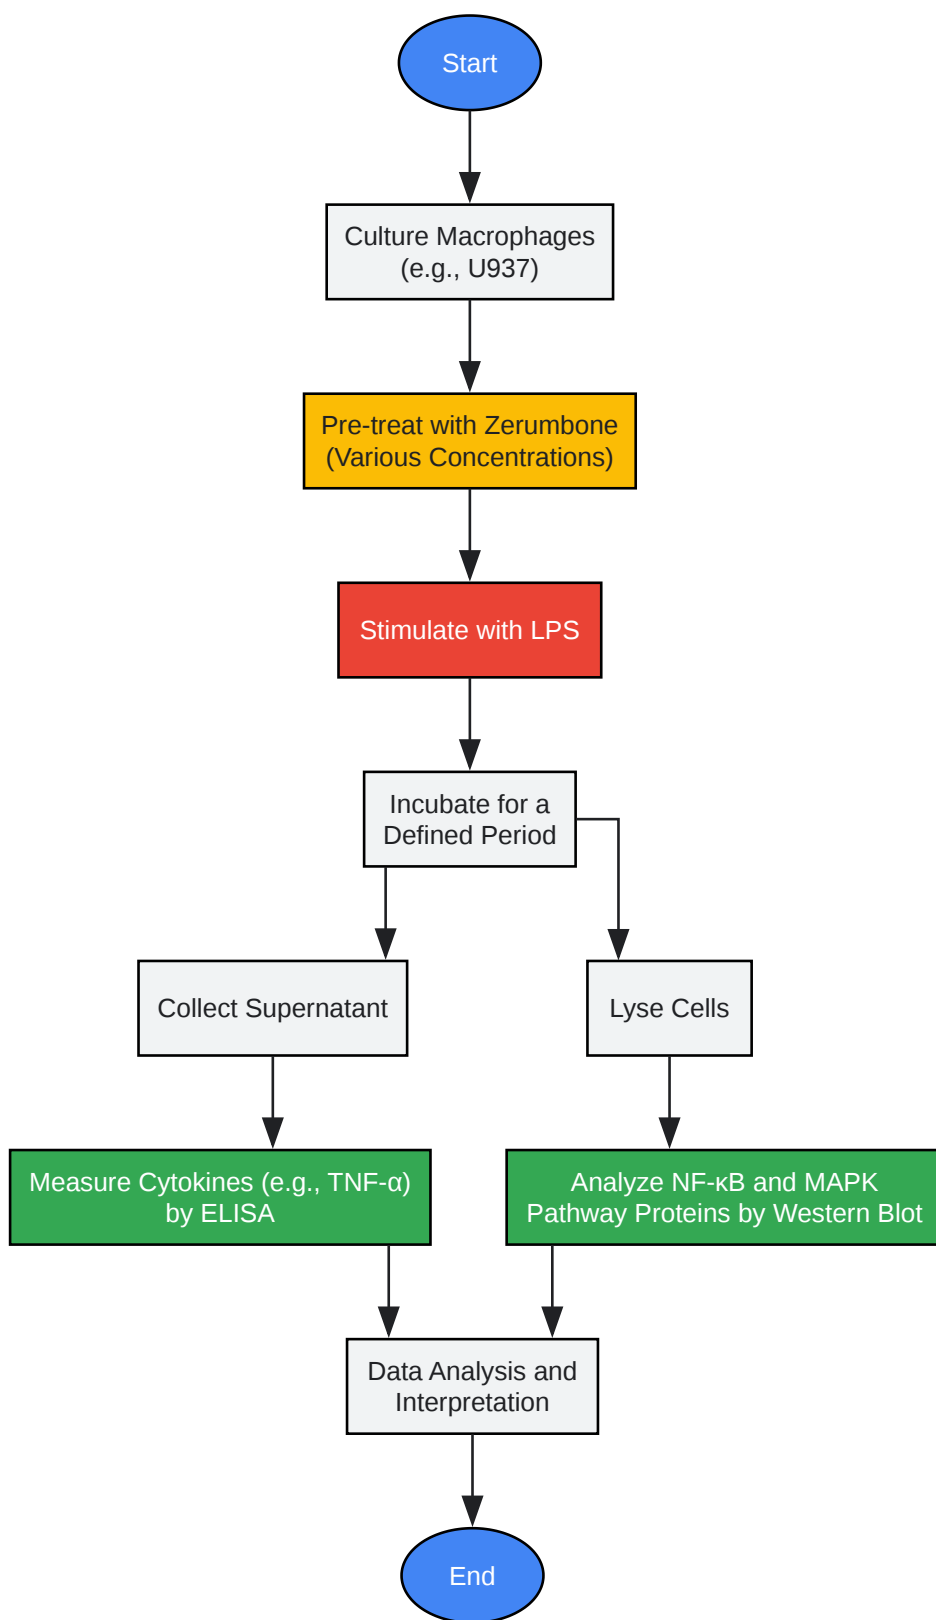 Start
Culture Macrophages
(e.g., U937)
Pre-treat with Zerumbone
(Various Concentrations)
Stimulate with LPS
Incubate for a
Defined Period
Collect Supernatant
Lyse Cells
Measure Cytokines (e.g., TNF-α)
by ELISA
Analyze NF-κB and MAPK
Pathway Proteins by Western Blot
Data Analysis and
Interpretation
End